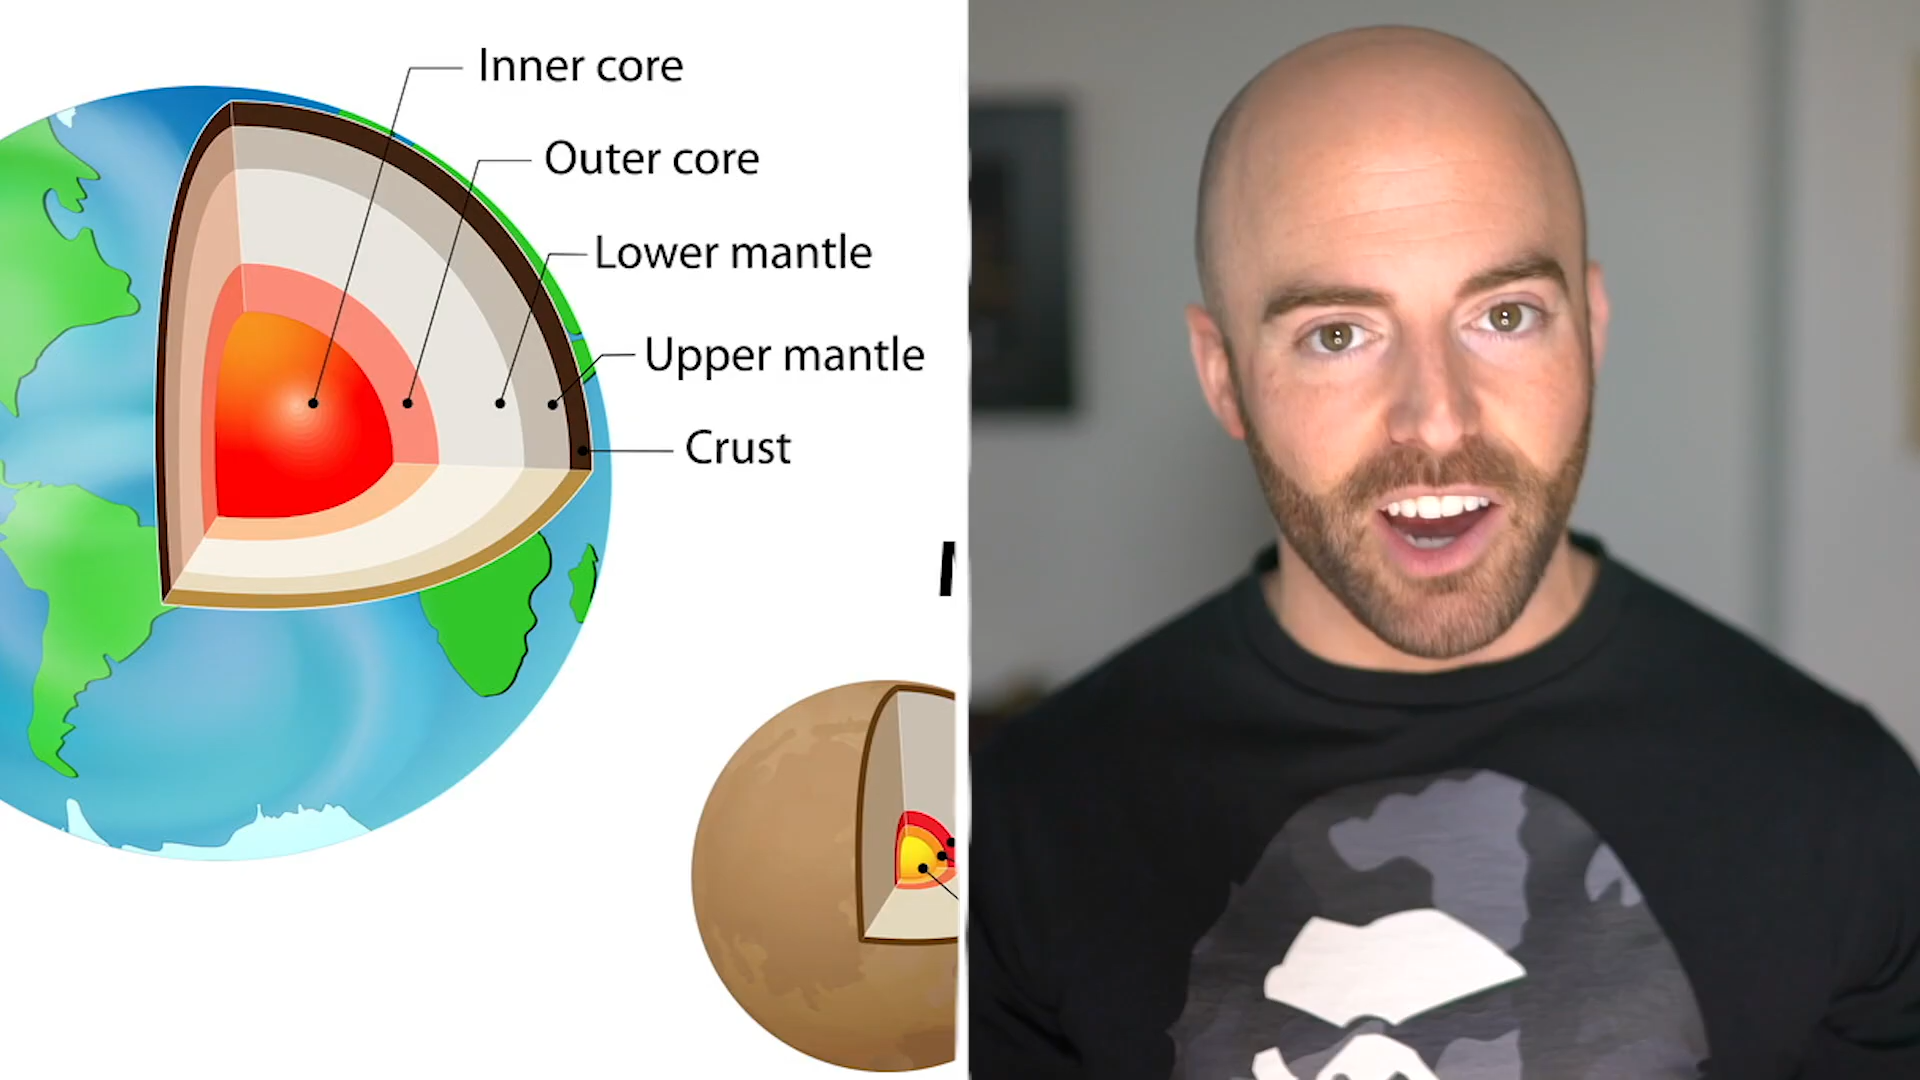 Inner core
Outer core
Lower mantle
Upper mantle
Crust